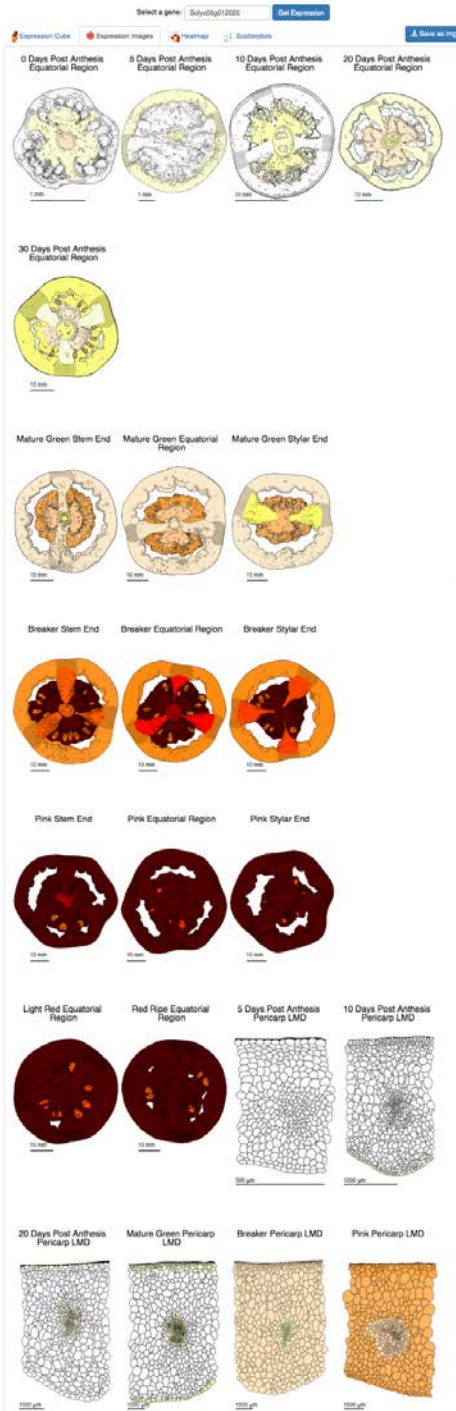 Select a gene: Solyc05g012020 Get Expression
Expression Cube Expression images Heatmap Scatterplots Save as img
0 Days Post Anthesis
Equatorial Region
5 Days Post Anthesis
Equatorial Region
10 Days Post Anthesis
Equatorial Region
20 Days Post Anthesis
Equatorial Region
1 mm
1 mm
10 mm
10 mm
30 Days Post Anthesis
Equatorial Region
10 mm
Mature Green Stem End
Mature Green Equatorial
Region
Mature Green Stylar End
10 mm
10 mm
10 mm
Breaker Stem End
Breaker Equatorial Region
Breaker Stylar End
10 mm
10 mm
10 mm
Pink Stem End
Pink Equatorial Region
Pink Stylar End
10 mm
10 mm
10 mm
Light Red Equatorial
Region
Red Ripe Equatorial
Region
5 Days Post Anthesis
Pericarp LMD
10 Days Post Anthesis
Pericarp LMD
10 mm
10 mm
500 µm
1000 µm
20 Days Post Anthesis
Pericarp LMD
Mature Green Pericarp
LMD
Breaker Pericarp LMD
Pink Pericarp LMD
1000 µm
1000 µm
1000 µm
1000 µm